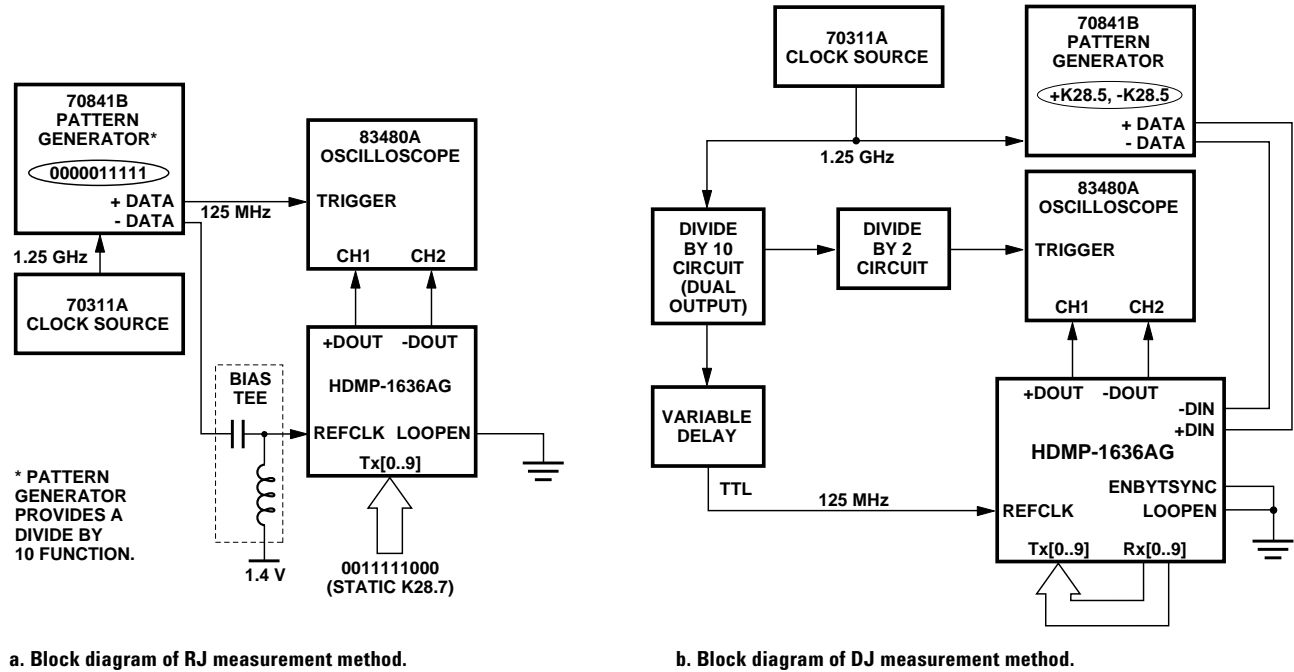 70841B
PATTERN
GENERATOR*
0000011111
+ DATA
- DATA
125 MHz
1.25 GHz
70311A
CLOCK SOURCE
83480A
OSCILLOSCOPE
TRIGGER
CH1 CH2
+DOUT -DOUT
HDMP-1636AG
REFCLK LOOPEN
Tx[0..9]
BIAS
TEE
1.4 V
0011111000
(STATIC K28.7)
* PATTERN
GENERATOR
PROVIDES A
DIVIDE BY
10 FUNCTION.
a. Block diagram of RJ measurement method.
70311A
CLOCK SOURCE
70841B
PATTERN
GENERATOR
+K28.5, -K28.5
+ DATA
- DATA
1.25 GHz
DIVIDE
BY 10
CIRCUIT
(DUAL
OUTPUT)
DIVIDE
BY 2
CIRCUIT
83480A
OSCILLOSCOPE
TRIGGER
CH1 CH2
VARIABLE
DELAY
TTL
125 MHz
+DOUT -DOUT
-DIN
+DIN
HDMP-1636AG
ENBYTSYNC
REFCLK LOOPEN
Tx[0..9] Rx[0..9]
b. Block diagram of DJ measurement method.